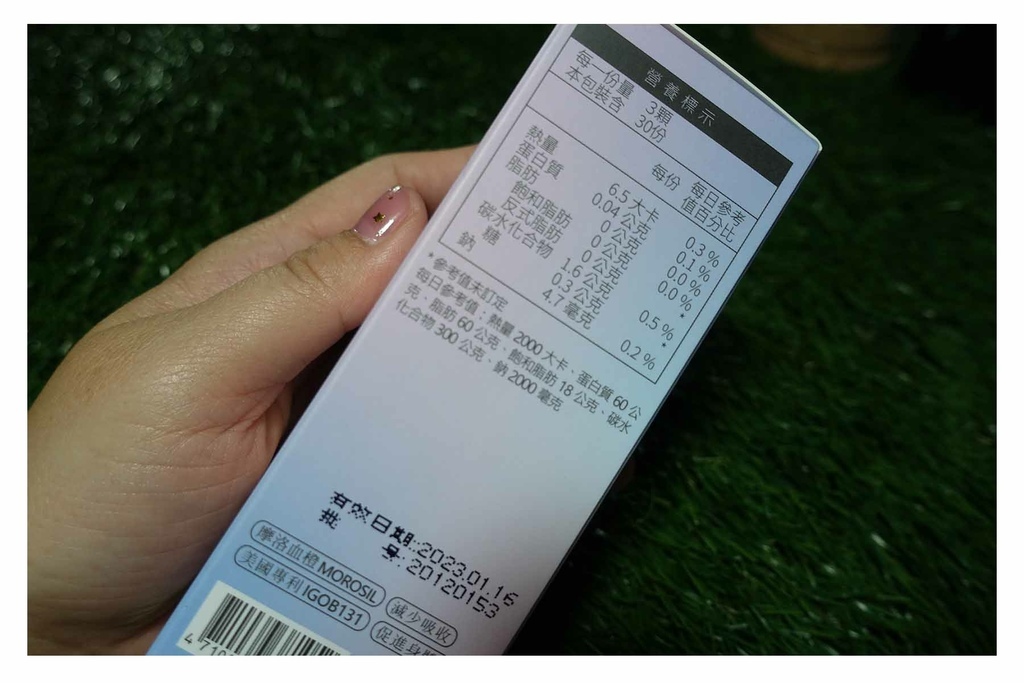 營養標示
每一份量 3顆
本包裝含 30份
每份 每日參考值百分比
熱量 6.5 大卡 0.3 %
蛋白質 0.04 公克 0.1 %
脂肪 0 公克 0.0 %
飽和脂肪 0 公克 0.0 %
反式脂肪 0 公克 *
碳水化合物 1.6 公克 0.5 %
糖 0.3 公克 *
鈉 4.7 毫克 0.2 %
*參考值未訂定
每日參考值：熱量 2000 大卡、蛋白質 60 公
克、脂肪 60 公克、飽和脂肪 18 公克、碳水
化合物 300 公克、鈉 2000 毫克
有效日期:2023.01.16
批 号:20120153
摩洛血橙 MOROSIL 減少吸收
美國專利 IGOB131 促進